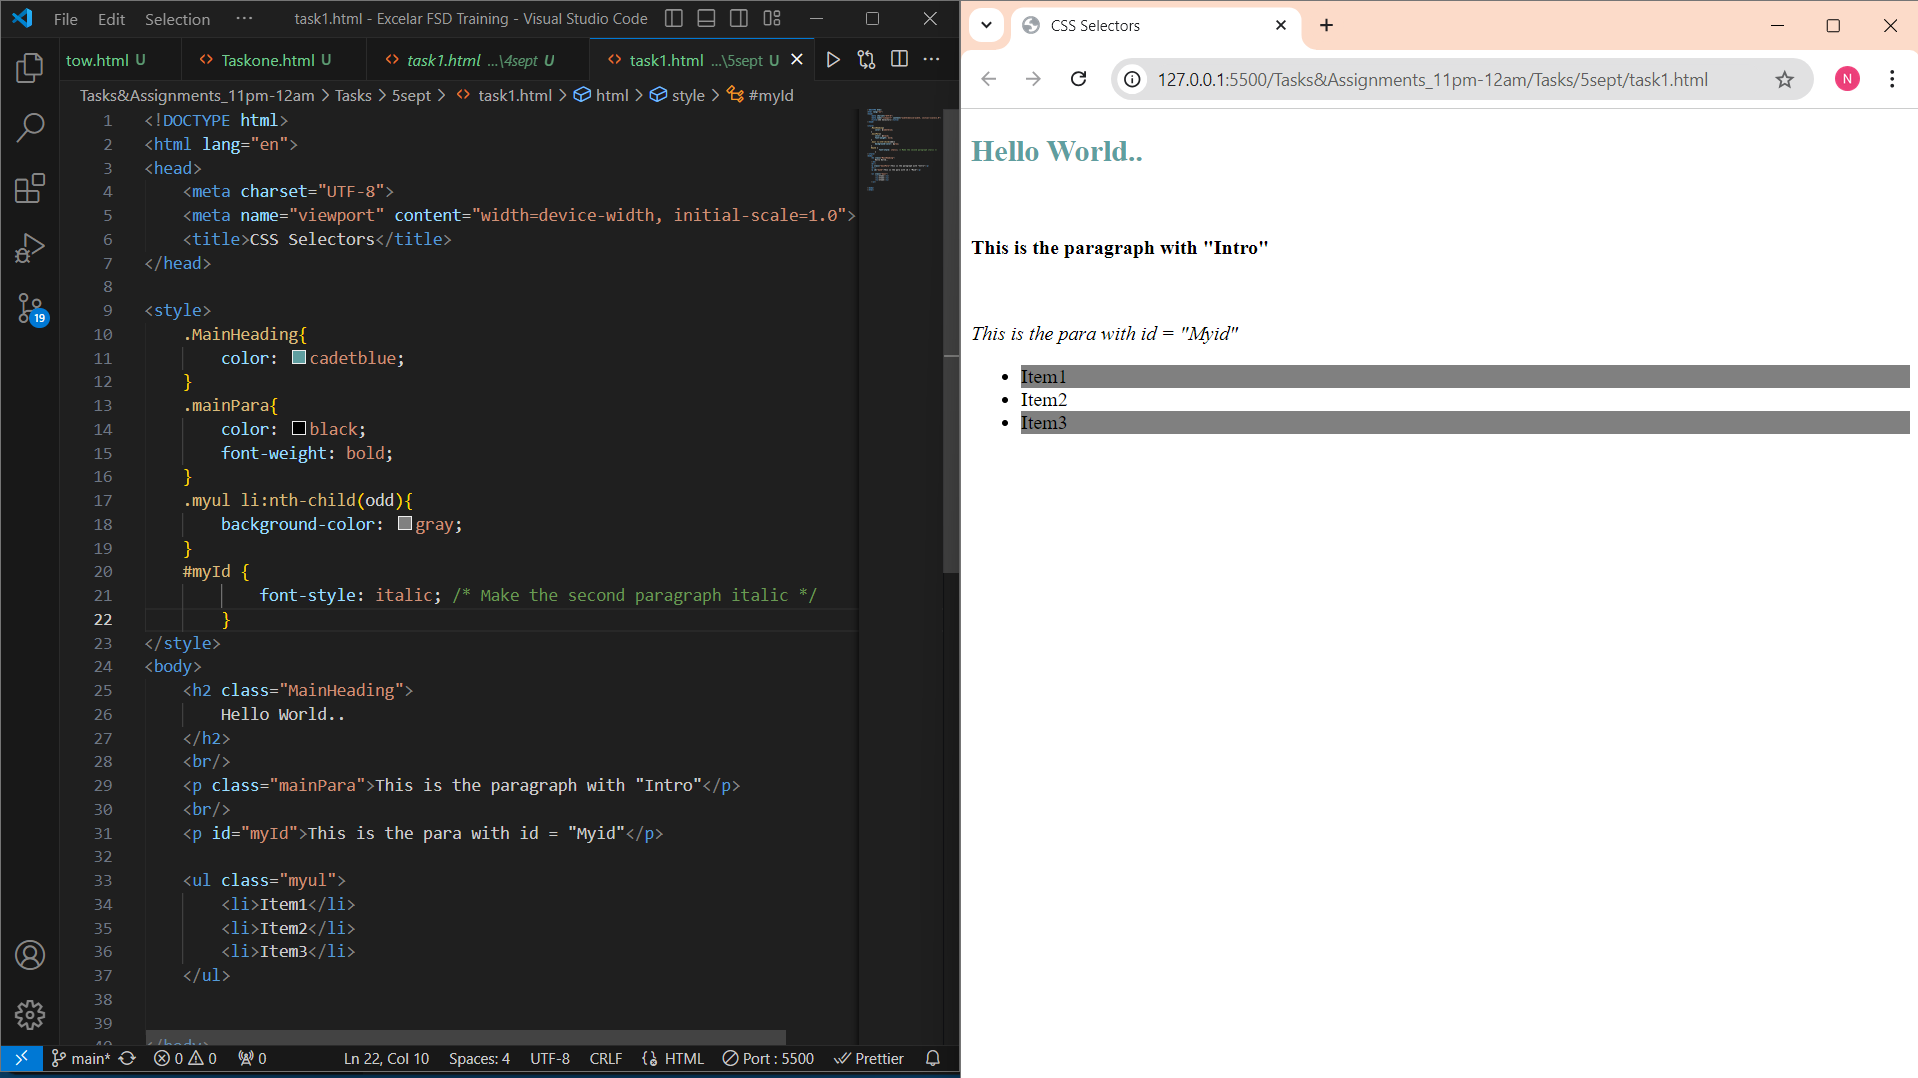 File Edit Selection ··· task1.html - Excelar FSD Training - Visual Studio Code
tow.html U Taskone.html U task1.html ...\4sept U task1.html ...\5sept U
Tasks&Assignments_11pm-12am > Tasks > 5sept > task1.html > html > style > #myId
1 <!DOCTYPE html>
2 <html lang="en">
3 <head>
4 <meta charset="UTF-8">
5 <meta name="viewport" content="width=device-width, initial-scale=1.0">
6 <title>CSS Selectors</title>
7 </head>
8
9 <style>
10 .MainHeading{
11 color: cadetblue;
12 }
13 .mainPara{
14 color: black;
15 font-weight: bold;
16 }
17 .myul li:nth-child(odd){
18 background-color: gray;
19 }
20 #myId {
21 font-style: italic; /* Make the second paragraph italic */
22 }
23 </style>
24 <body>
25 <h2 class="MainHeading">
26 Hello World..
27 </h2>
28 <br/>
29 <p class="mainPara">This is the paragraph with "Intro"</p>
30 <br/>
31 <p id="myId">This is the para with id = "Myid"</p>
32
33 <ul class="myul">
34 <li>Item1</li>
35 <li>Item2</li>
36 <li>Item3</li>
37 </ul>
38
39
19
main* 0 0 0 Ln 22, Col 10 Spaces: 4 UTF-8 CRLF HTML Port : 5500 Prettier
CSS Selectors
127.0.0.1:5500/Tasks&Assignments_11pm-12am/Tasks/5sept/task1.html N
Hello World..
This is the paragraph with "Intro"
This is the para with id = "Myid"
• Item1
• Item2
• Item3